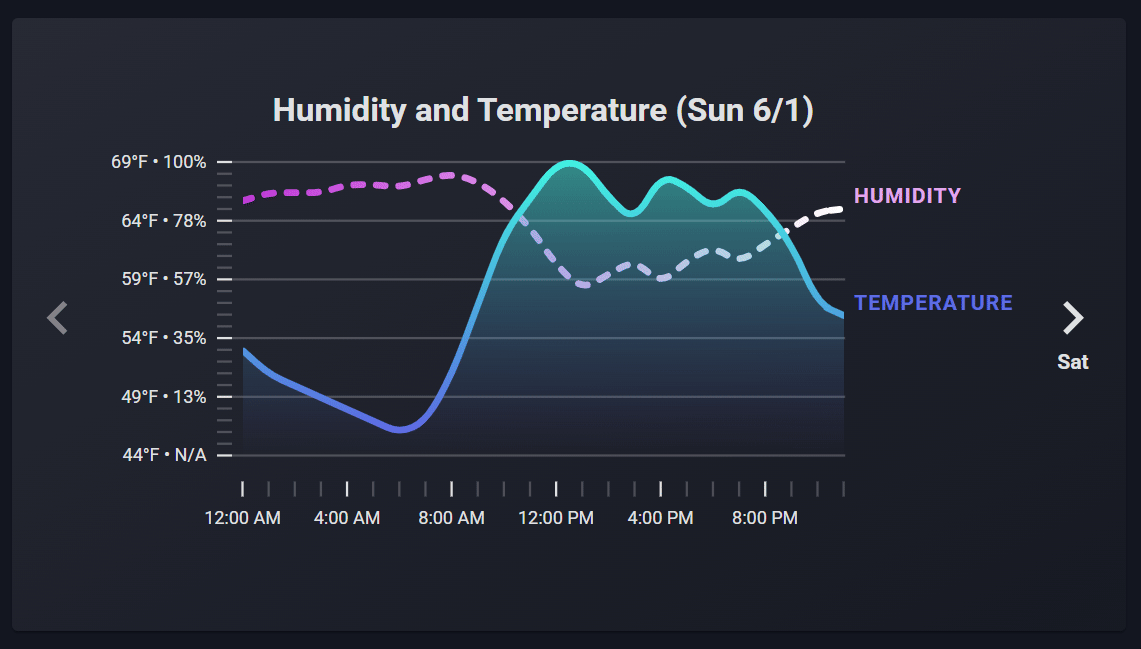 Humidity and Temperature (Sun 6/1)
69°F • 100%
64°F • 78%
59°F • 57%
54°F • 35%
49°F • 13%
44°F • N/A
HUMIDITY
TEMPERATURE
Sat
12:00 AM 4:00 AM 8:00 AM 12:00 PM 4:00 PM 8:00 PM